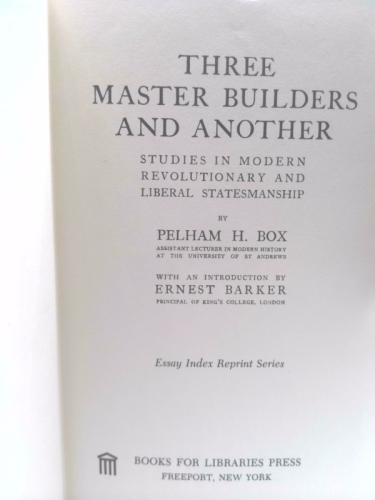 THREE
MASTER BUILDERS
AND ANOTHER
STUDIES IN MODERN
REVOLUTIONARY AND
LIBERAL STATESMANSHIP
BY
PELHAM H. BOX
ASSISTANT LECTURER IN MODERN HISTORY
AT THE UNIVERSITY OF ST ANDREWS
WITH AN INTRODUCTION BY
ERNEST BARKER
PRINCIPAL OF KING'S COLLEGE, LONDON
Essay Index Reprint Series
BOOKS FOR LIBRARIES PRESS
FREEPORT, NEW YORK